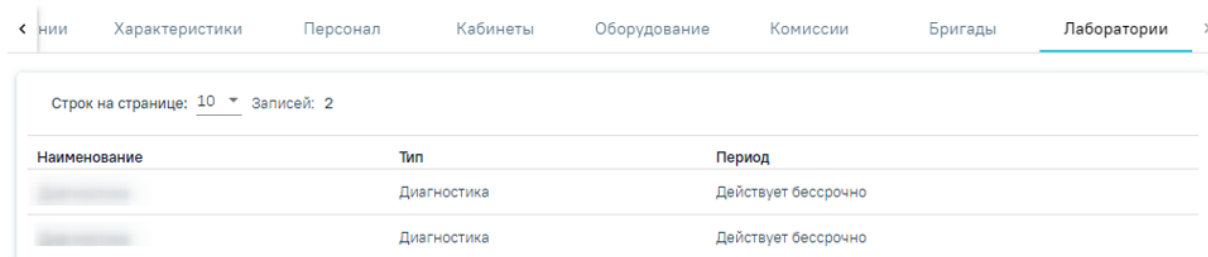 нии Характеристики Персонал Кабинеты Оборудование Комиссии Бригады Лаборатории
Строк на странице: 10 Записей: 2
Наименование Тип Период
Диагностика Действует бессрочно
Диагностика Действует бессрочно